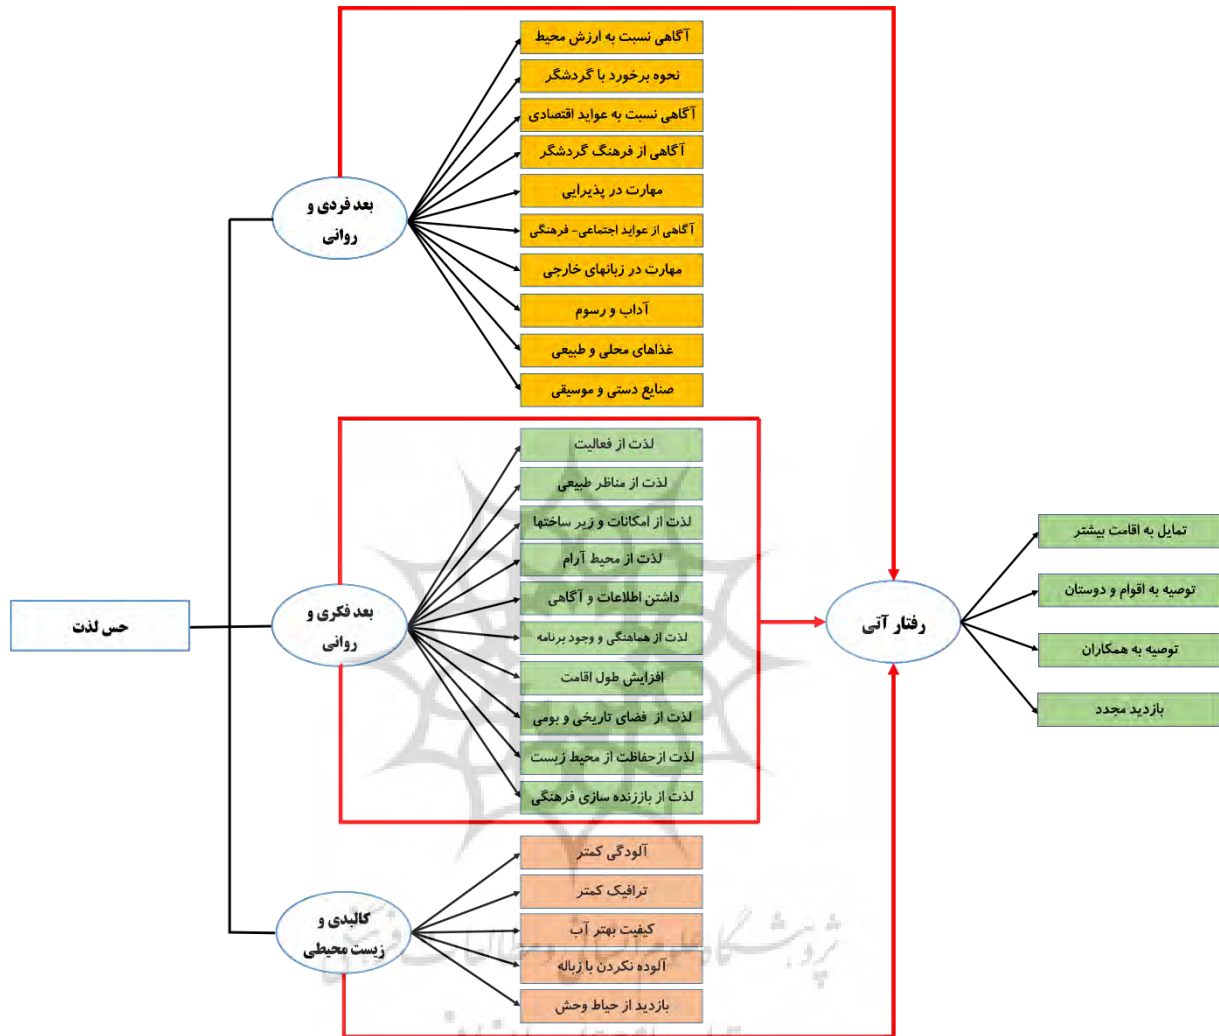 آگاهی نسبت به ارزش محیط
نحوه برخورد با گردشگر
آگاهی نسبت به عواید اقتصادی
آگاهی از فرهنگ گردشگر
مهارت در پذیرایی
آگاهی از عواید اجتماعی- فرهنگی
مهارت در زبانهای خارجی
آداب و رسوم
غذاهای محلی و طبیعی
صنایع دستی و موسیقی
بعد فردی و
روانی
لذت از فعالیت
لذت از مناظر طبیعی
لذت از امکانات و زیر ساختها
لذت از محیط آرام
داشتن اطلاعات و آگاهی
لذت از هماهنگی و وجود برنامه
افزایش طول اقامت
لذت از فضای تاریخی و بومی
لذت ازحفاظت از محیط زیست
لذت از باززنده سازی فرهنگی
بعد فکری و
روانی
حس لذت
رفتار آتی
تمایل به اقامت بیشتر
توصیه به اقوام و دوستان
توصیه به همکاران
بازدید مجدد
آلودگی کمتر
ترافیک کمتر
کیفیت بهتر آب
آلوده نکردن با زباله
بازدید از حیاط وحش
کالبدی و
زیست محیطی
پژوهشگاه علوم انسانی و مطالعات فرهنگی